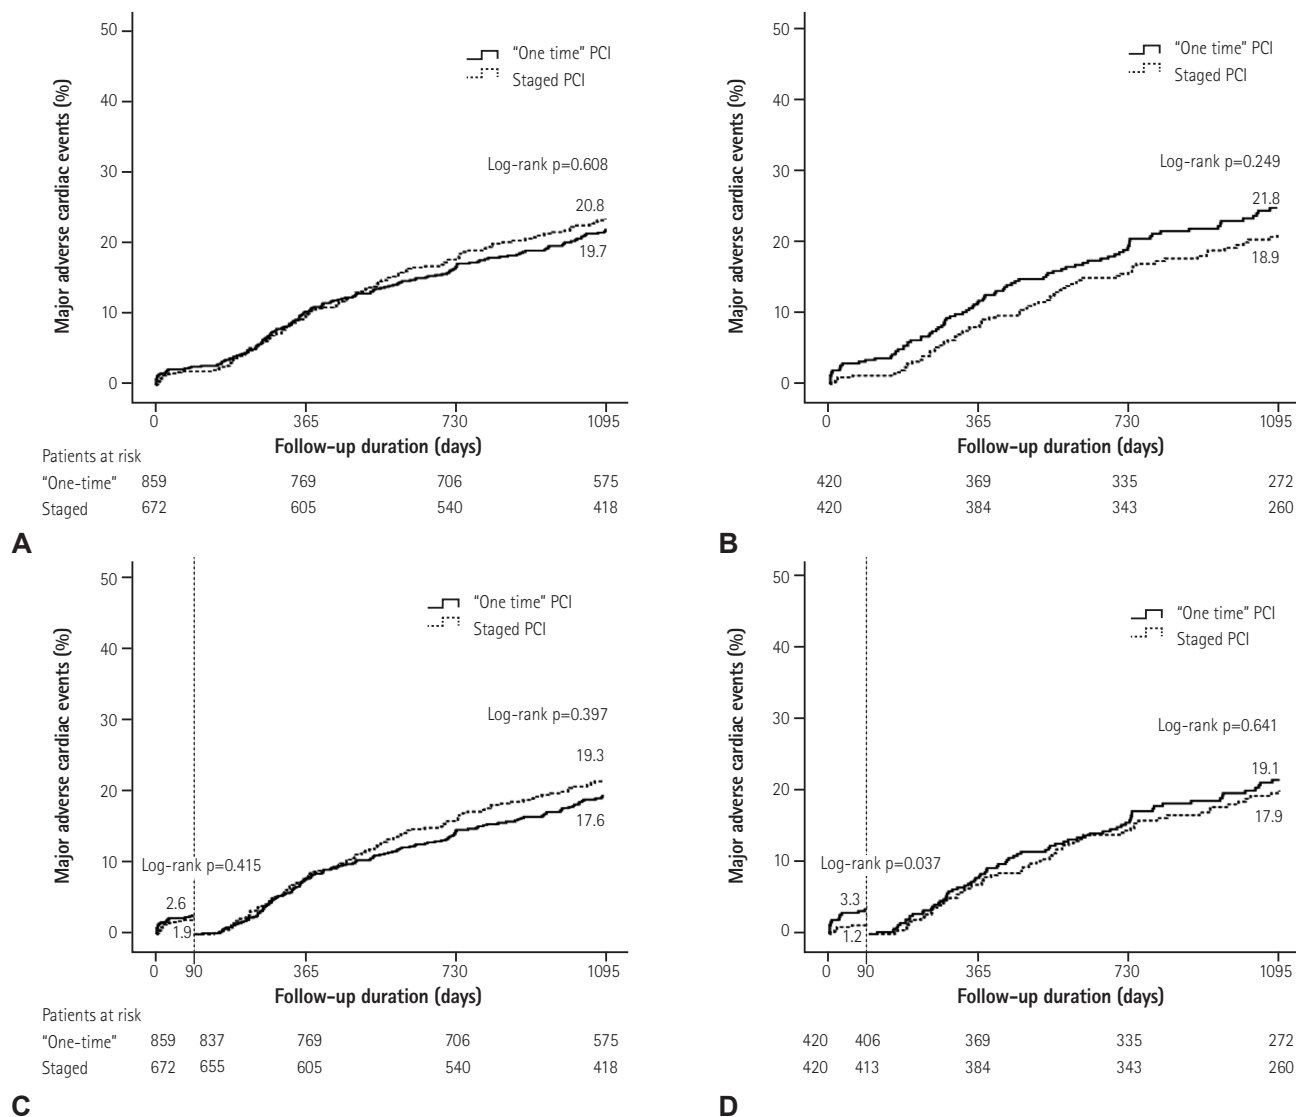 50
40
30
20
10
0
Major adverse cardiac events (%)
"One time" PCI
Staged PCI
Log-rank p=0.608
20.8
19.7
0 365 730 1095
Follow-up duration (days)
Patients at risk
"One-time" 859 769 706 575
Staged 672 605 540 418
A
50
40
30
20
10
0
Major adverse cardiac events (%)
"One time" PCI
Staged PCI
Log-rank p=0.249
21.8
18.9
0 365 730 1095
Follow-up duration (days)
420 369 335 272
420 384 343 260
B
50
40
30
20
10
0
Major adverse cardiac events (%)
"One time" PCI
Staged PCI
Log-rank p=0.397
19.3
17.6
Log-rank p=0.415
2.6
1.9
0 90 365 730 1095
Follow-up duration (days)
Patients at risk
"One-time" 859 837 769 706 575
Staged 672 655 605 540 418
C
50
40
30
20
10
0
Major adverse cardiac events (%)
"One time" PCI
Staged PCI
Log-rank p=0.641
19.1
17.9
Log-rank p=0.037
3.3
1.2
0 90 365 730 1095
Follow-up duration (days)
420 406 369 335 272
420 413 384 343 260
D